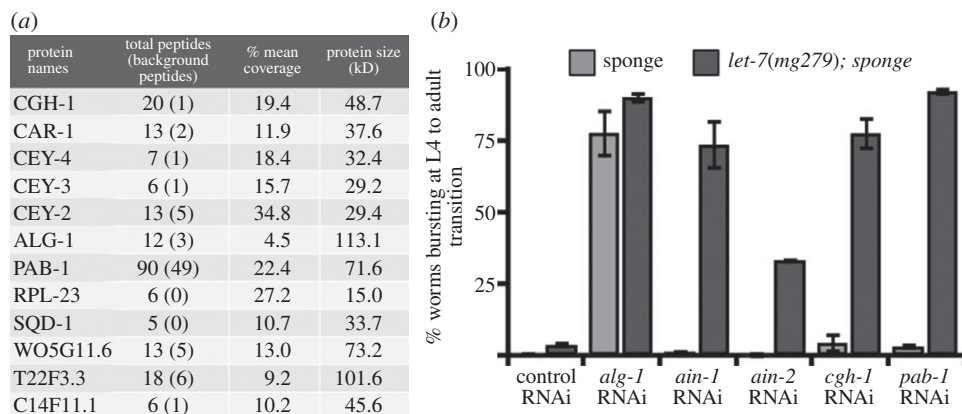 (a)
protein names
total peptides (background peptides)
% mean coverage
protein size (kD)
CGH-1 20 (1) 19.4 48.7
CAR-1 13 (2) 11.9 37.6
CEY-4 7 (1) 18.4 32.4
CEY-3 6 (1) 15.7 29.2
CEY-2 13 (5) 34.8 29.4
ALG-1 12 (3) 4.5 113.1
PAB-1 90 (49) 22.4 71.6
RPL-23 6 (0) 27.2 15.0
SQD-1 5 (0) 10.7 33.7
WO5G11.6 13 (5) 13.0 73.2
T22F3.3 18 (6) 9.2 101.6
C14F11.1 6 (1) 10.2 45.6
(b)
sponge
let-7(mg279); sponge
% worms bursting at L4 to adult
transition
100
75
50
25
control RNAi
alg-1 RNAi
ain-1 RNAi
ain-2 RNAi
cgh-1 RNAi
pab-1 RNAi